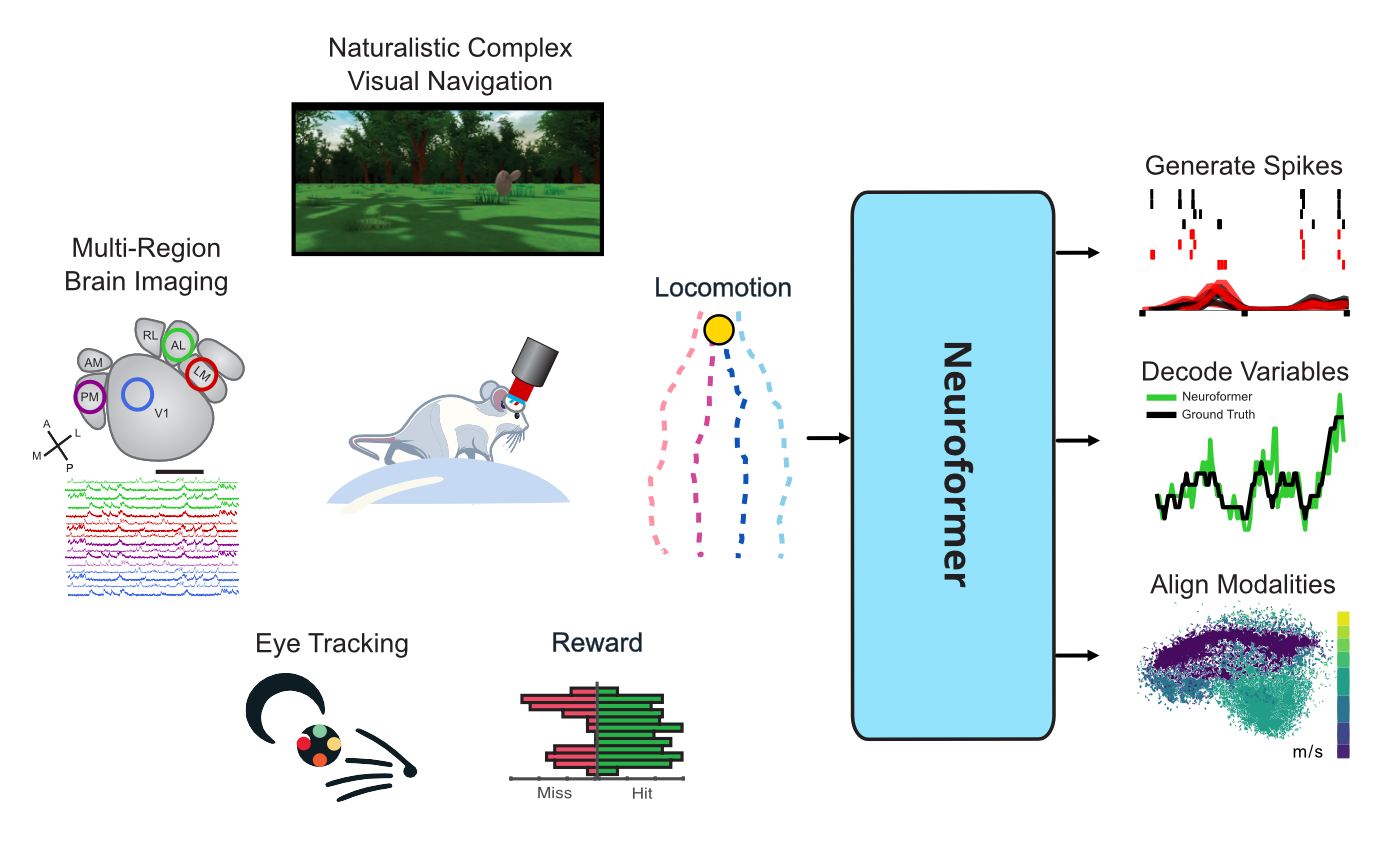 Naturalistic Complex
Visual Navigation
Multi-Region
Brain Imaging
RL
AL
AM
LM
PM
V1
A
L
M
P
Locomotion
Eye Tracking
Reward
Miss
Hit
Neuroformer
Generate Spikes
Decode Variables
Neuroformer
Ground Truth
Align Modalities
m/s